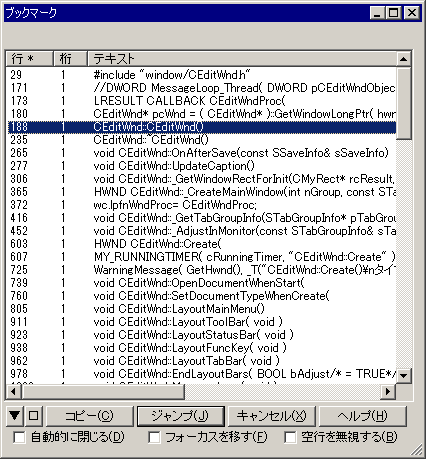 ブックマーク
行 * 桁 テキスト
29 1 #include "window/CEditWnd.h"
171 1 //DWORD MessageLoop_Thread( DWORD pCEditWndObjec
173 1 LRESULT CALLBACK CEditWndProc(
180 1 CEditWnd* pcWnd = ( CEditWnd* )::GetWindowLongPtr( hwn
188 1 CEditWnd::CEditWnd()
235 1 CEditWnd::~CEditWnd()
265 1 void CEditWnd::OnAfterSave(const SSaveInfo& sSaveInfo)
277 1 void CEditWnd::UpdateCaption()
306 1 void CEditWnd::_GetWindowRectForInit(CMyRect* rcResult,
365 1 HWND CEditWnd::_CreateMainWindow(int nGroup, const STa
372 1 wc.lpfnWndProc= CEditWndProc;
416 1 void CEditWnd::_GetTabGroupInfo(STabGroupInfo* pTabGrou
452 1 void CEditWnd::_AdjustInMonitor(const STabGroupInfo& sTab
603 1 HWND CEditWnd::Create(
607 1 MY_RUNNINGTIMER( cRunningTimer, "CEditWnd::Create" )
725 1 WarningMessage( GetHwnd(), _T("CEditWnd::Create()¥nタイ
739 1 void CEditWnd::OpenDocumentWhenStart(
760 1 void CEditWnd::SetDocumentTypeWhenCreate(
805 1 void CEditWnd::LayoutMainMenu()
911 1 void CEditWnd::LayoutToolBar( void )
923 1 void CEditWnd::LayoutStatusBar( void )
938 1 void CEditWnd::LayoutFuncKey( void )
962 1 void CEditWnd::LayoutTabBar( void )
978 1 void CEditWnd::EndLayoutBars( BOOL bAdjust/* = TRUE*/
▼ □ コピー(C) ジャンプ(J) キャンセル(X) ヘルプ(H)
自動的に閉じる(D) フォーカスを移す(F) 空行を無視する(B)